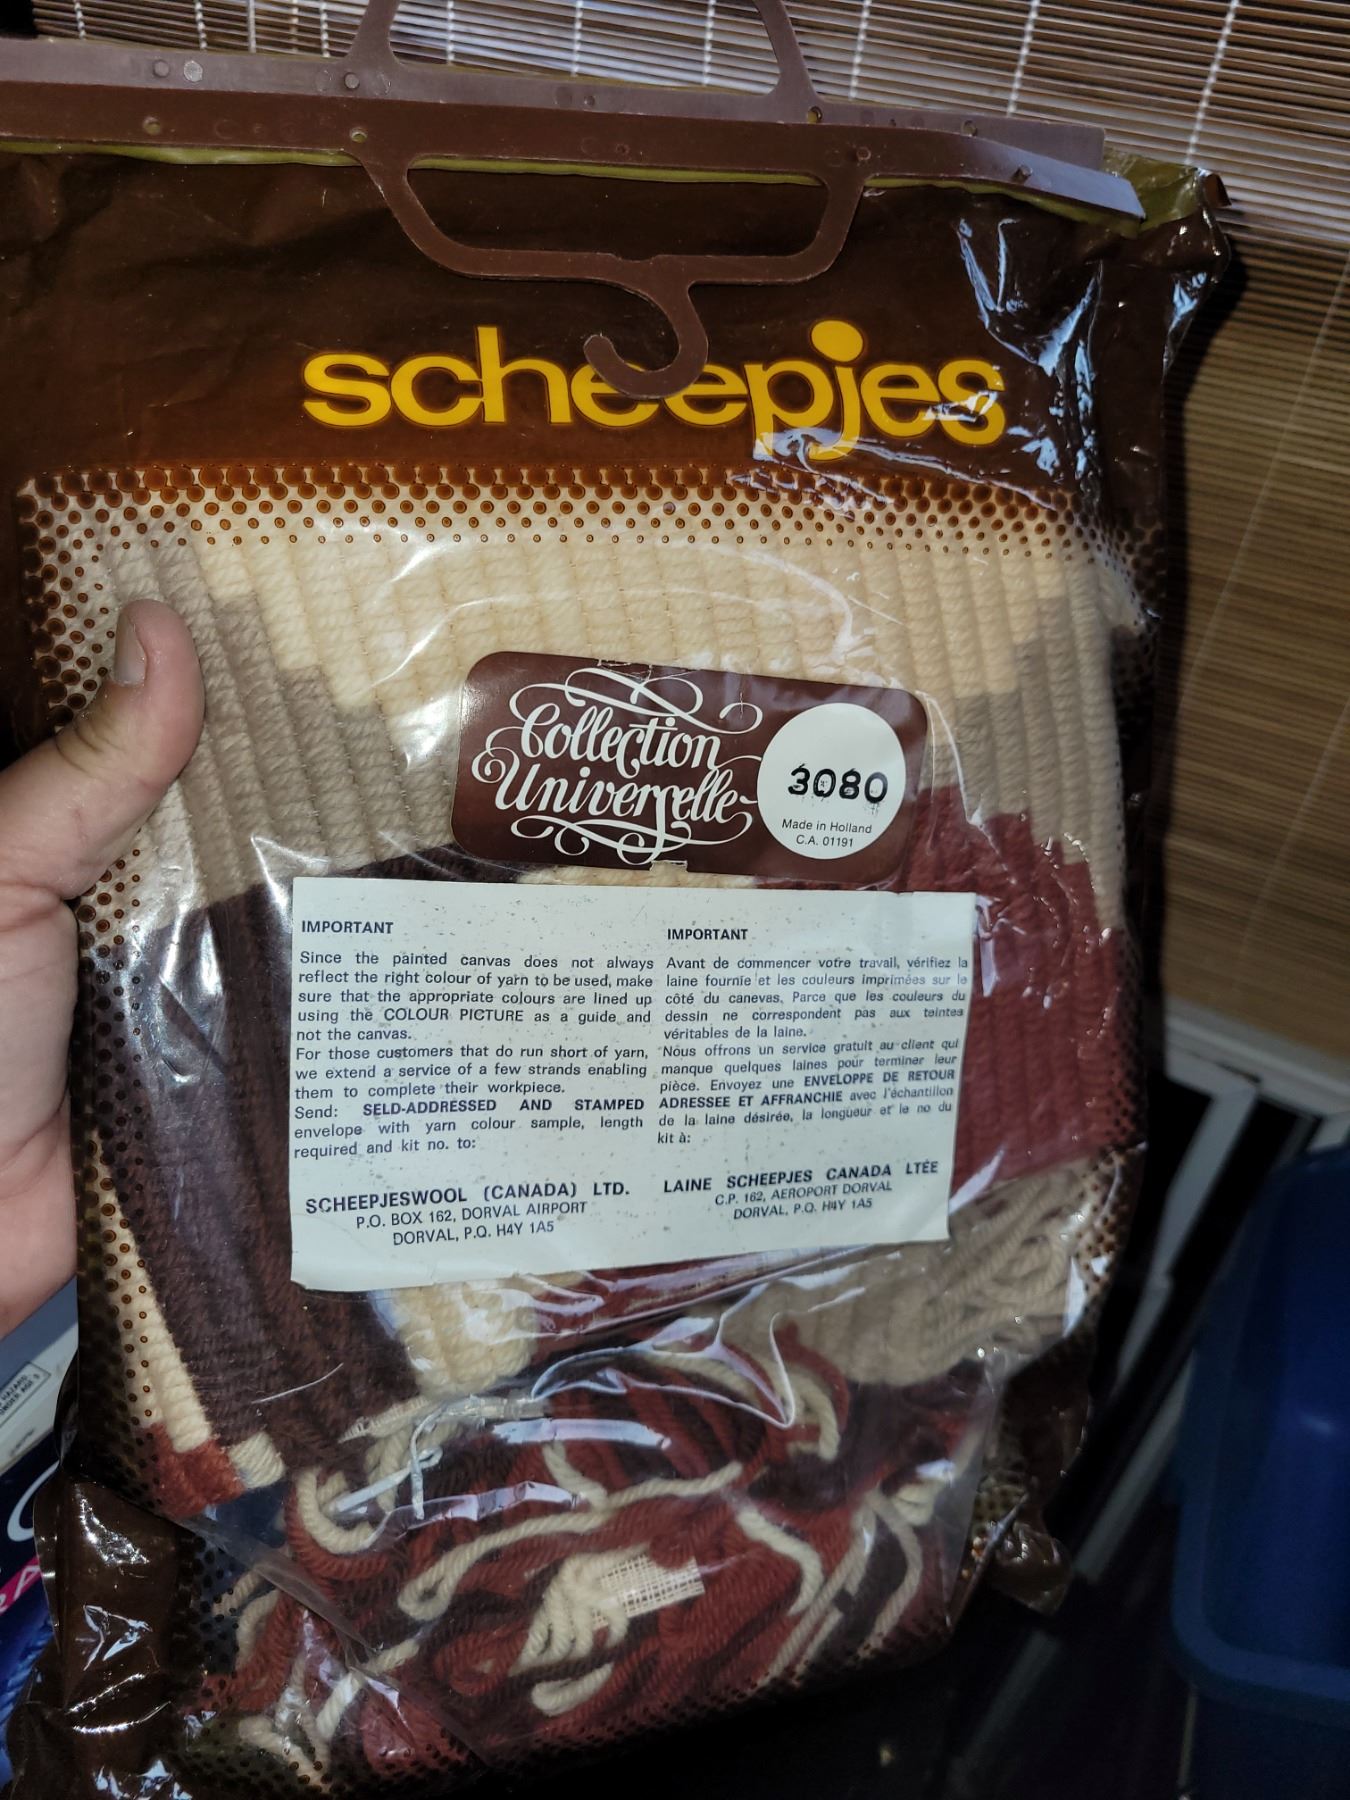 scheepjes
Collection
Universelle
3080
Made in Holland
C.A. 01191
IMPORTANT
Since the painted canvas does not always
reflect the right colour of yarn to be used, make
sure that the appropriate colours are lined up
using the COLOUR PICTURE as a guide and
not the canvas.
For those customers that do run short of yarn,
we extend a service of a few strands enabling
them to complete their workpiece.
Send: SELD-ADDRESSED AND STAMPED
envelope with yarn colour sample, length
required and kit no. to:
SCHEEPJESWOOL (CANADA) LTD.
P.O. BOX 162, DORVAL AIRPORT
DORVAL, P.Q. H4Y 1A5
IMPORTANT
Avant de commencer votre travail, vérifiez la
laine fournie et les couleurs imprimées sur le
côté du canevas. Parce que les couleurs du
dessin ne correspondent pas aux teintes
véritables de la laine.
Nous offrons un service gratuit au client qui
manque quelques laines pour terminer leur
pièce. Envoyez une ENVELOPPE DE RETOUR
ADRESSEE ET AFFRANCHIE avec l'échantillon
de la laine désirée, la longueur et le no du
kit à:
LAINE SCHEEPJES CANADA LTÉE
C.P. 162, AEROPORT DORVAL
DORVAL, P.Q. H4Y 1A5